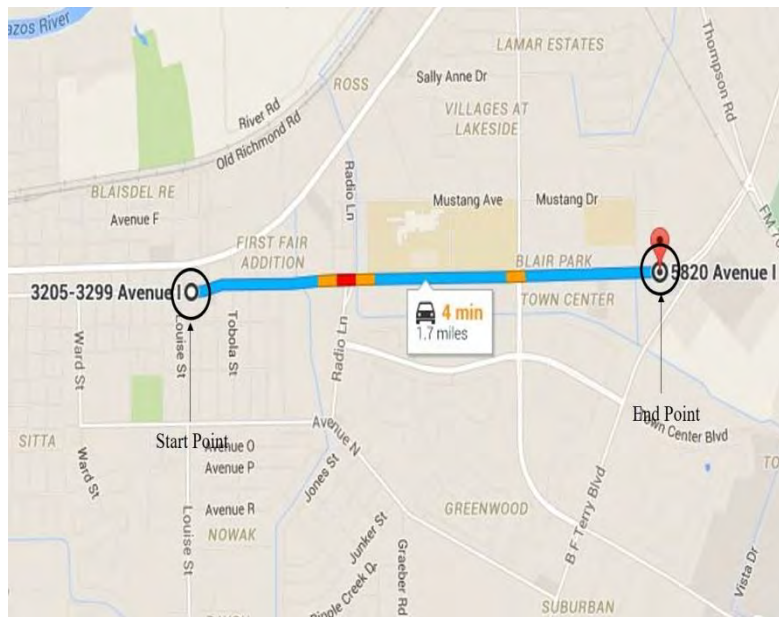 azos River
LAMAR ESTATES
Thompson Rd
ROSS
Sally Anne Dr
VILLAGES AT
LAKESIDE
River Rd
Old Richmond Rd
BLAISDEL RE
Radio Ln
Mustang Ave
Mustang Dr
Avenue F
FM 7
FIRST FAIR
ADDITION
BLAIR PARK
3205-3299 Avenue I
5820 Avenue I
TOWN CENTER
4 min
1.7 miles
Louise St
Tobola St
Ward St
Radio Ln
End Point
Start Point
Avenue N
Town Center Blvd
SITTA
Avenue O
Avenue P
Ward St
Jones St
TO
Avenue R
Louise St
NOWAK
GREENWOOD
B F Terry Blvd
Junker St
Graeber Rd
Vista Dr
SUBURBAN